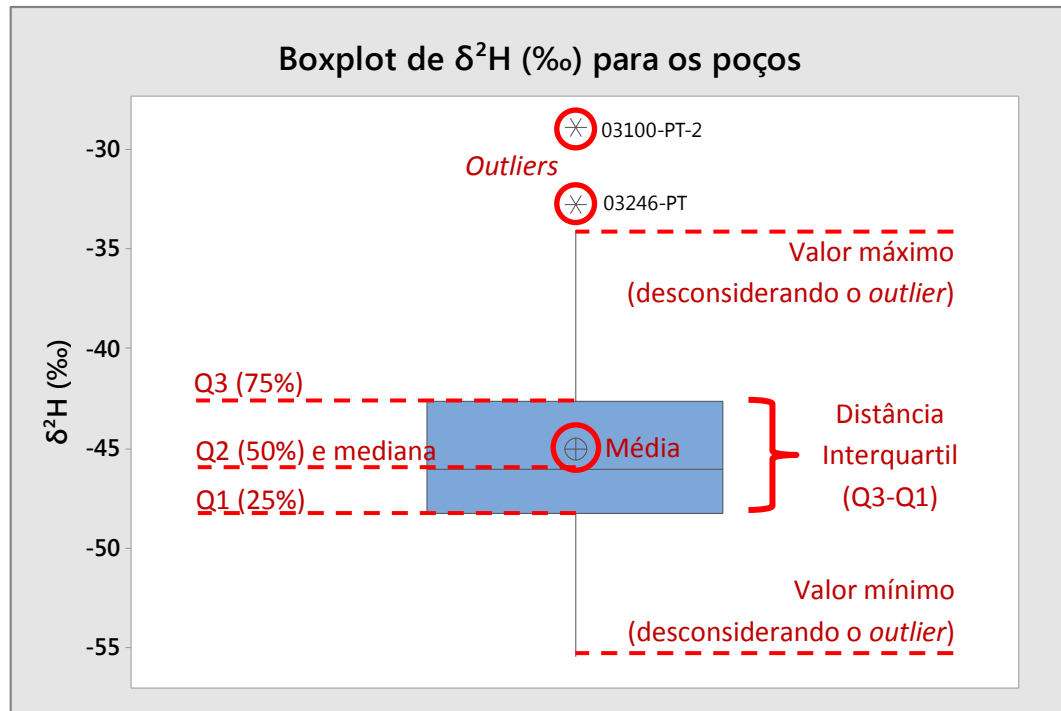 Boxplot de δ²H (‰) para os poços
03100-PT-2
Outliers
03246-PT
Valor máximo
(desconsiderando o outlier)
Q3 (75%)
Q2 (50%) e mediana
Q1 (25%)
Média
Distância
Interquartil
(Q3-Q1)
Valor mínimo
(desconsiderando o outlier)
δ²H (‰)
-30
-35
-40
-45
-50
-55